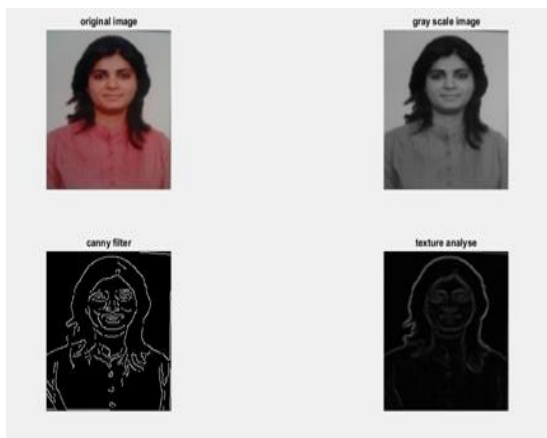 original image
gray scale image
canny filter
texture analyse